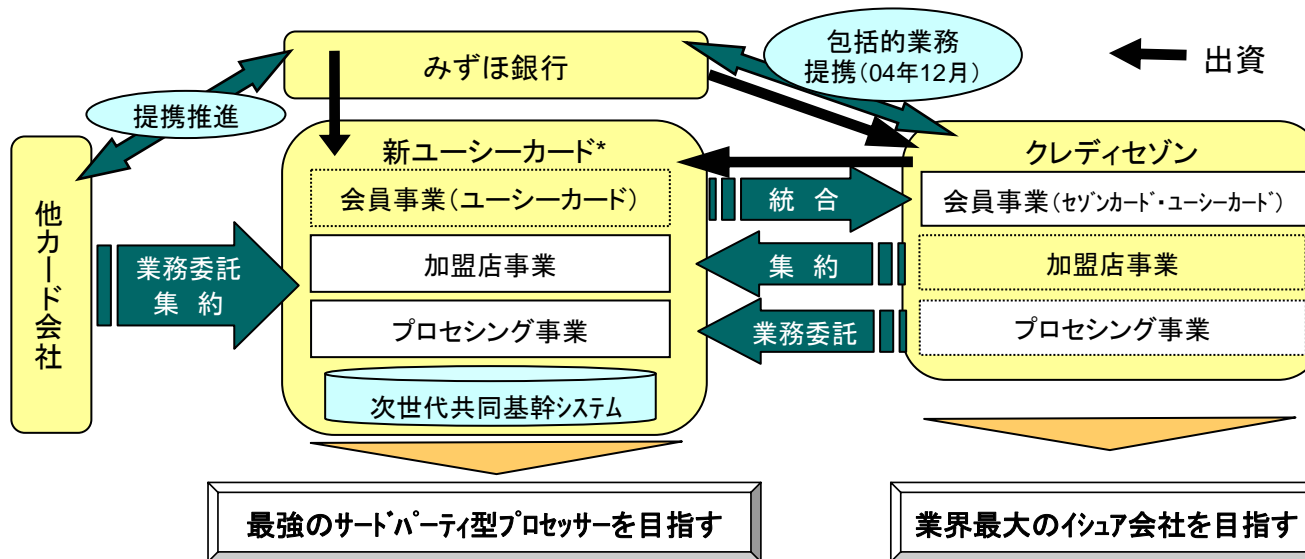 みずほ銀行
包括的業務
提携(04年12月)
出資
提携推進
他カード会社
新ユーシーカード*
クレディセゾン
会員事業(ユーシーカード)
統 合
会員事業(ｾｿﾞﾝｶｰﾄﾞ・ﾕｰｼｰｶｰﾄﾞ)
業務委託
集 約
加盟店事業
集 約
加盟店事業
プロセシング事業
業務委託
プロセシング事業
次世代共同基幹ｼｽﾃﾑ
最強のｻｰﾄﾞﾊﾟｰﾃｨ型ﾌﾟﾛｾｯｻｰを目指す
業界最大のｲｼｭｱ会社を目指す